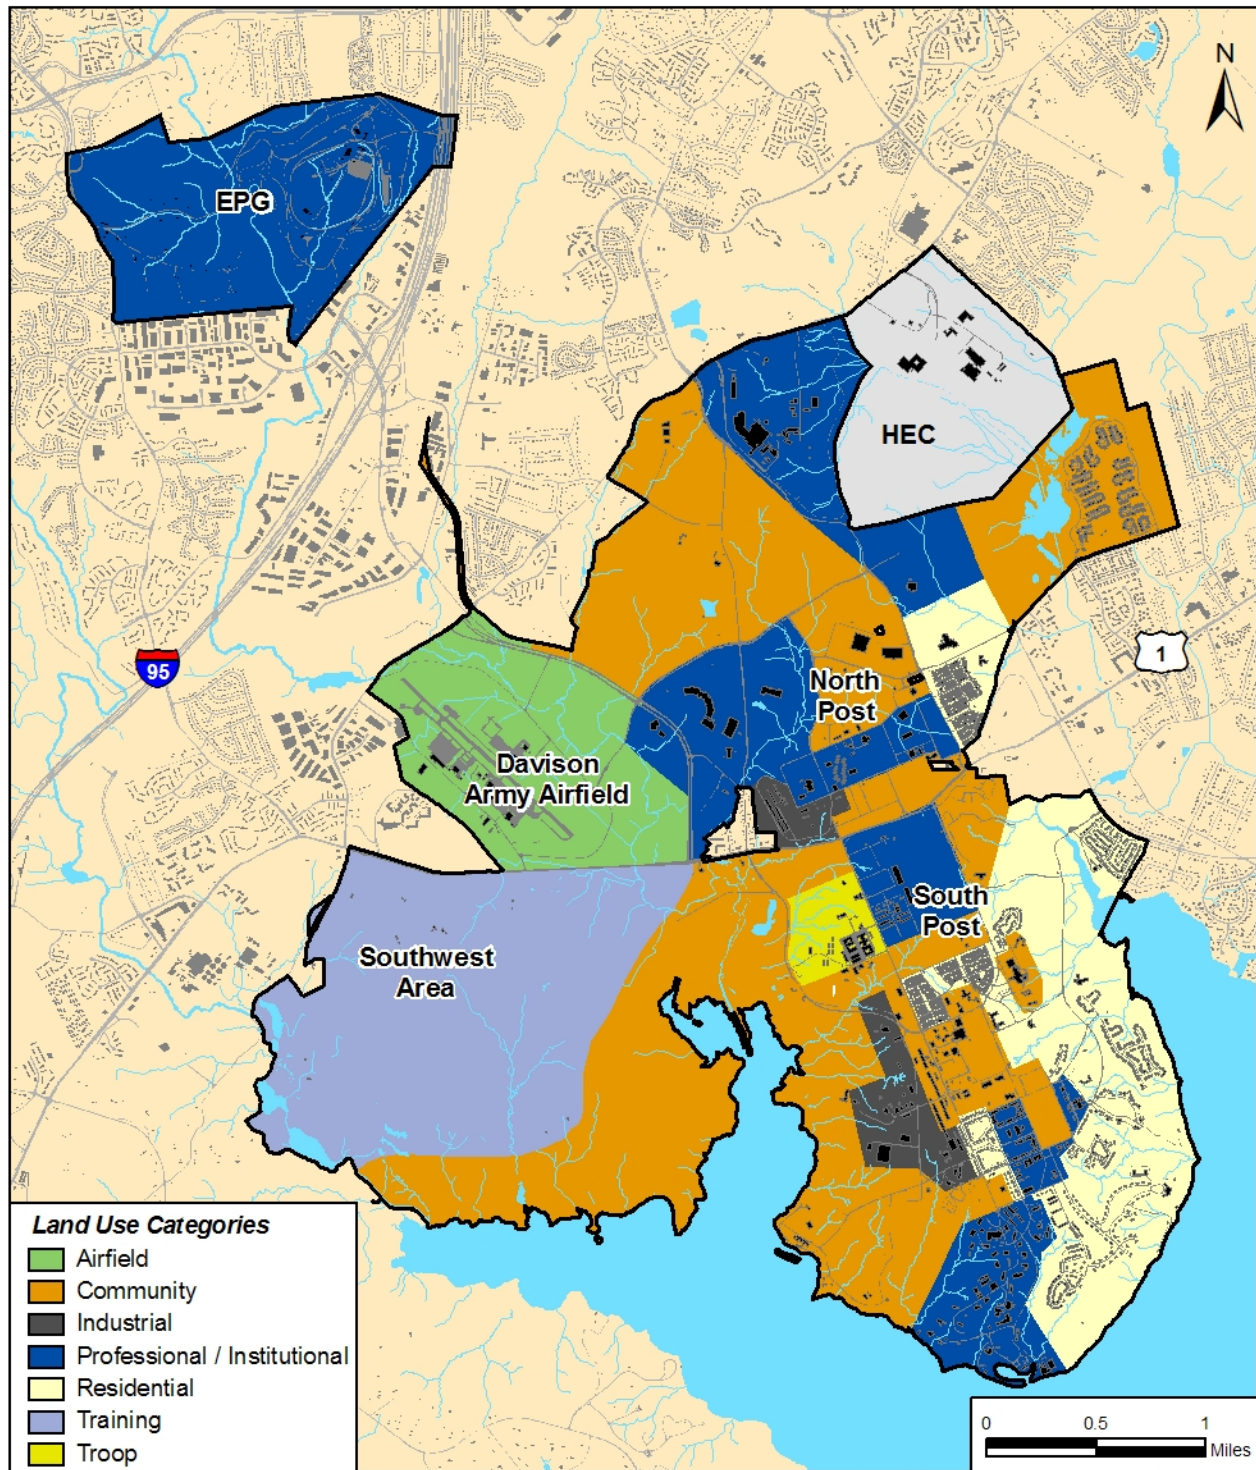 N
EPG
HEC
1
95
North
Post
Davison
Army Airfield
South
Post
Southwest
Area
Land Use Categories
Airfield
Community
Industrial
Professional / Institutional
Residential
Training
Troop
0 0.5 1
Miles